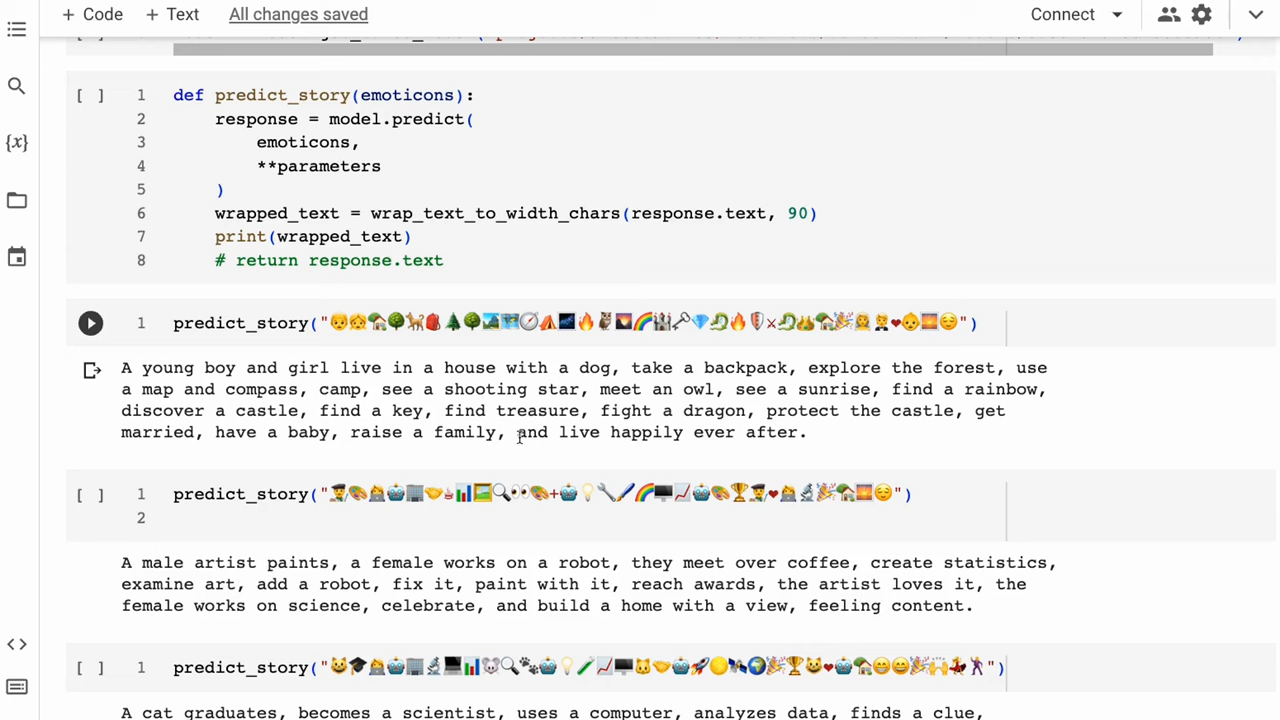 + Code + Text All changes saved Connect
[ ] 1 def predict_story(emoticons):
2 response = model.predict(
3 emoticons,
4 **parameters
5 )
6 wrapped_text = wrap_text_to_width_chars(response.text, 90)
7 print(wrapped_text)
8 # return response.text
{x}
1 predict_story("🧒👧🏡🌳🐕🎒🌲🌳🏞🗺🧭⛺🌌🔥🦉🌄🌈🏰🗝💎🐉🔥🛡⚔🐉👑🏡🎉👰🤵❤👶🌅😌")
A young boy and girl live in a house with a dog, take a backpack, explore the forest, use
a map and compass, camp, see a shooting star, meet an owl, see a sunrise, find a rainbow,
discover a castle, find a key, find treasure, fight a dragon, protect the castle, get
married, have a baby, raise a family, and live happily ever after.
[ ] 1 predict_story("👨‍🎨🎨👩‍💻🤖🏢🤝☕📊🖼🔍👀🎨+🤖💡🔧🖌🌈🖥📈🤖🎨🏆👨‍🎨❤👩‍💻🔬🎉🏡🌅😌")
2
A male artist paints, a female works on a robot, they meet over coffee, create statistics,
examine art, add a robot, fix it, paint with it, reach awards, the artist loves it, the
female works on science, celebrate, and build a home with a view, feeling content.
[ ] 1 predict_story("😺🎓👩‍💻🤖🏢🔬💻📊🐭🔍🐾🤖💡🧪📈🖥🐱🤝🤖🚀🌕🛰🌍🎉🏆😺❤🤖🏡😁😄🎉🙌💃🕺")
A cat graduates, becomes a scientist, uses a computer, analyzes data, finds a clue,